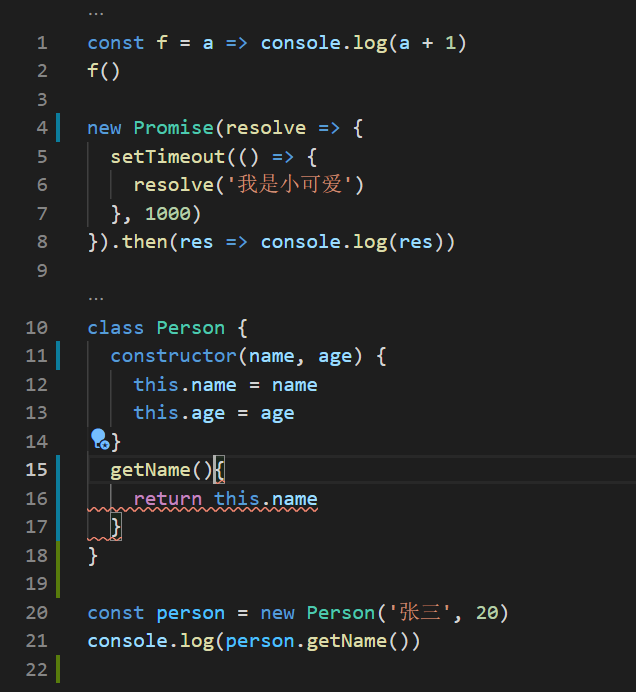 ...
1 const f = a => console.log(a + 1)
2 f()
3
4 new Promise(resolve => {
5   setTimeout(() => {
6     resolve('我是小可爱')
7   }, 1000)
8 }).then(res => console.log(res))
9
...
10 class Person {
11   constructor(name, age) {
12     this.name = name
13     this.age = age
14   }
15   getName(){
16     return this.name
17   }
18 }
19
20 const person = new Person('张三', 20)
21 console.log(person.getName())
22